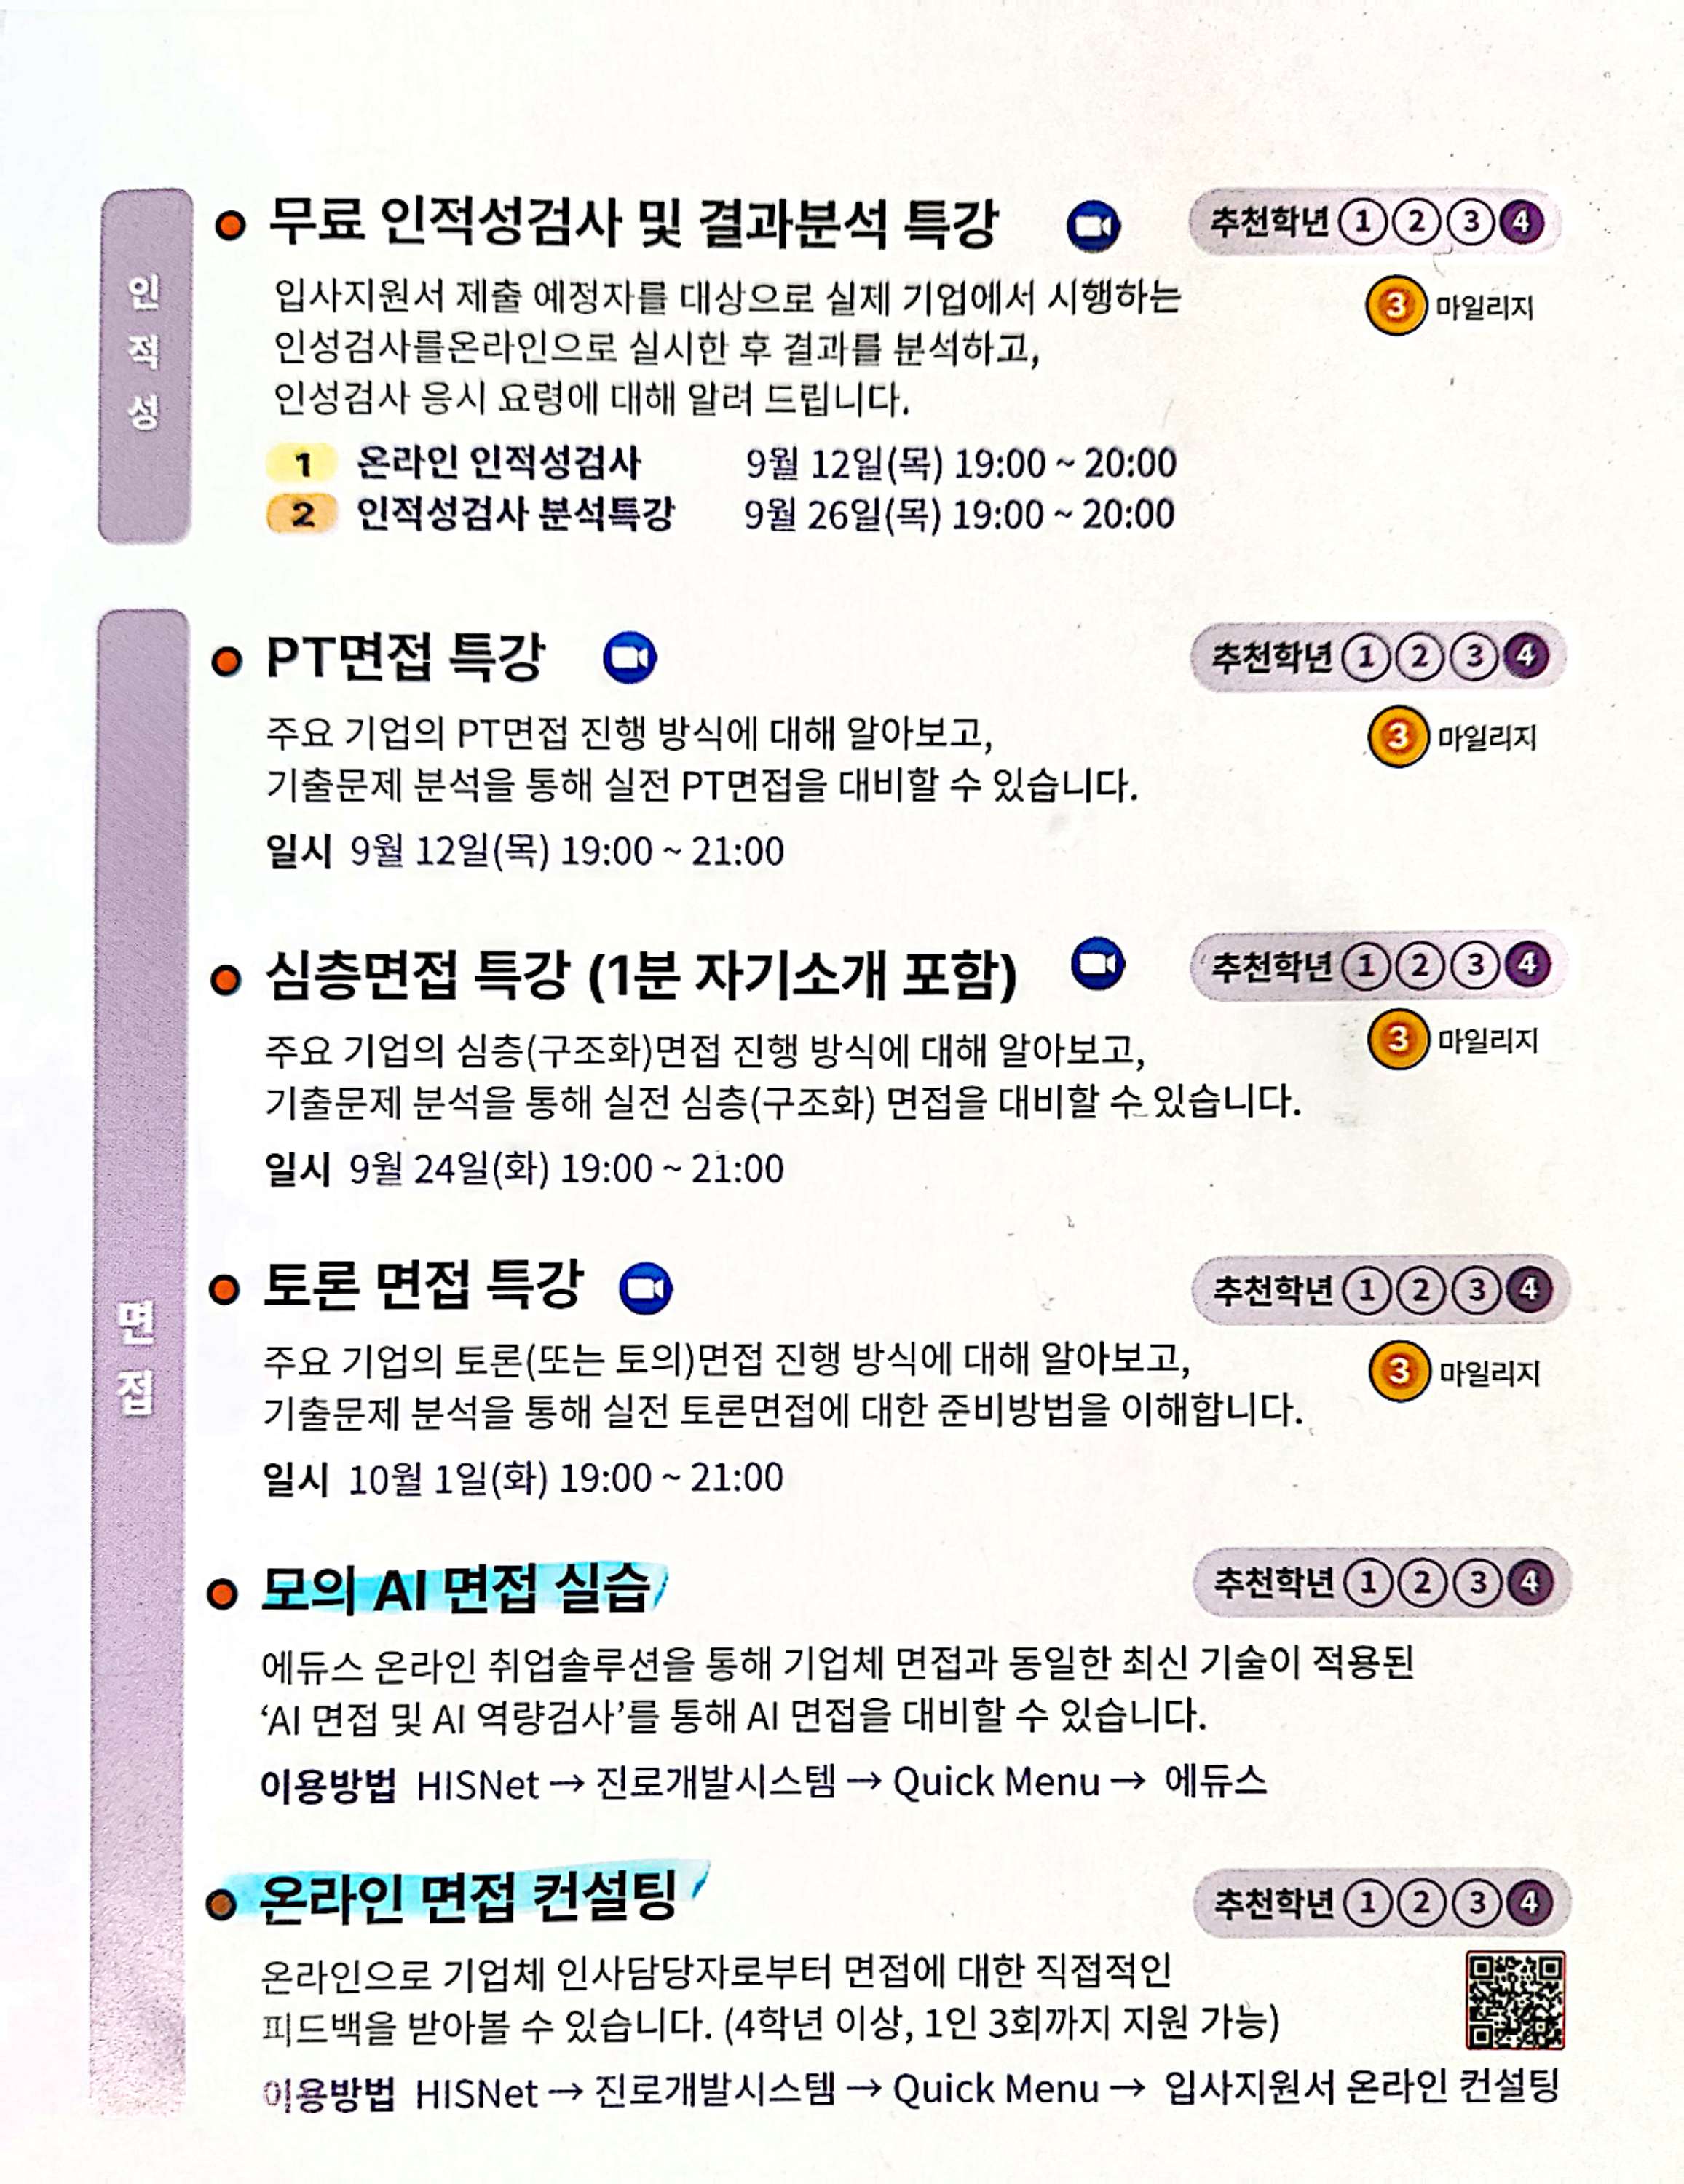 인적성
무료 인적성검사 및 결과분석 특강
추천학년 1 2 3 4
3 마일리지
입사지원서 제출 예정자를 대상으로 실제 기업에서 시행하는
인성검사를온라인으로 실시한 후 결과를 분석하고,
인성검사 응시 요령에 대해 알려 드립니다.
1 온라인 인적성검사 9월 12일(목) 19:00 ~ 20:00
2 인적성검사 분석특강 9월 26일(목) 19:00 ~ 20:00
면접
PT면접 특강
추천학년 1 2 3 4
3 마일리지
주요 기업의 PT면접 진행 방식에 대해 알아보고,
기출문제 분석을 통해 실전 PT면접을 대비할 수 있습니다.
일시 9월 12일(목) 19:00 ~ 21:00
심층면접 특강 (1분 자기소개 포함)
추천학년 1 2 3 4
3 마일리지
주요 기업의 심층(구조화)면접 진행 방식에 대해 알아보고,
기출문제 분석을 통해 실전 심층(구조화) 면접을 대비할 수 있습니다.
일시 9월 24일(화) 19:00 ~ 21:00
토론 면접 특강
추천학년 1 2 3 4
3 마일리지
주요 기업의 토론(또는 토의)면접 진행 방식에 대해 알아보고,
기출문제 분석을 통해 실전 토론면접에 대한 준비방법을 이해합니다.
일시 10월 1일(화) 19:00 ~ 21:00
모의 AI 면접 실습
추천학년 1 2 3 4
에듀스 온라인 취업솔루션을 통해 기업체 면접과 동일한 최신 기술이 적용된
‘AI 면접 및 AI 역량검사’를 통해 AI 면접을 대비할 수 있습니다.
이용방법 HISNet → 진로개발시스템 → Quick Menu → 에듀스
온라인 면접 컨설팅
추천학년 1 2 3 4
온라인으로 기업체 인사담당자로부터 면접에 대한 직접적인
피드백을 받아볼 수 있습니다. (4학년 이상, 1인 3회까지 지원 가능)
이용방법 HISNet → 진로개발시스템 → Quick Menu → 입사지원서 온라인 컨설팅